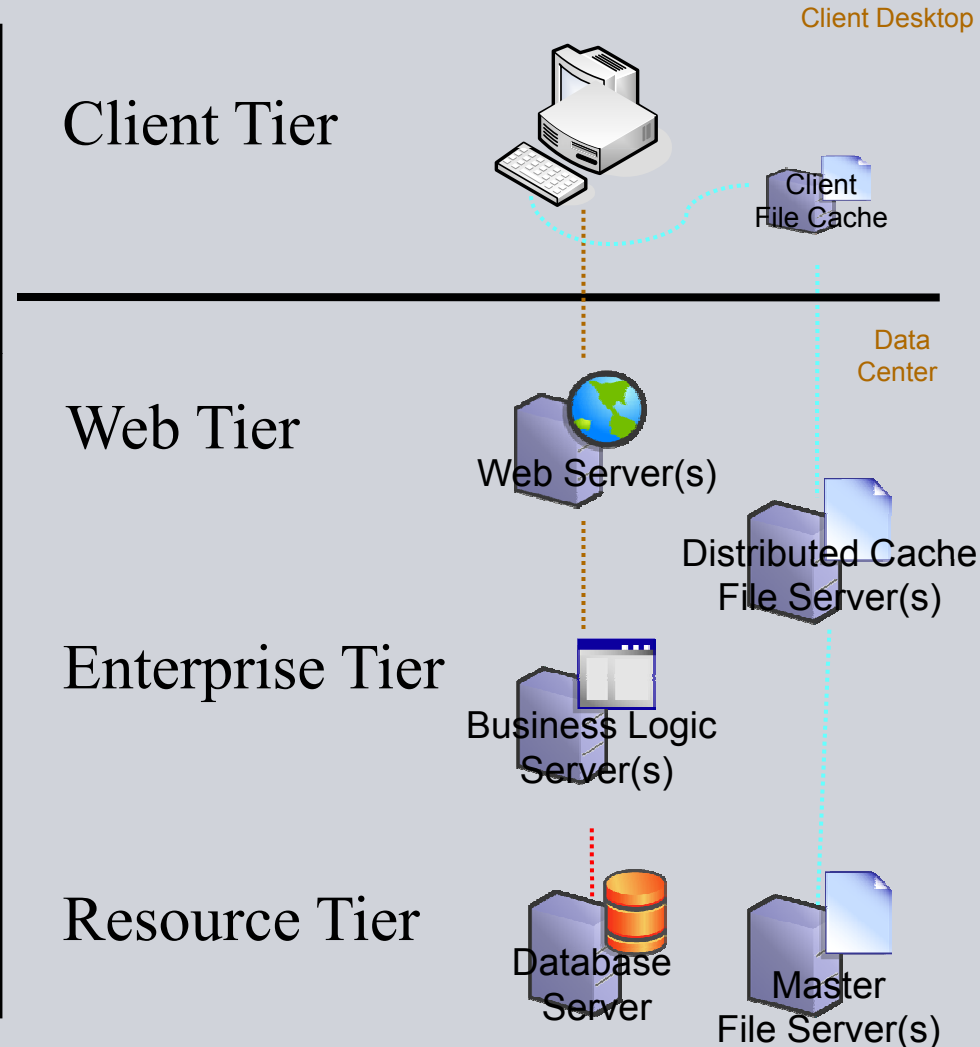 Client Desktop
Client Tier
Client
File Cache
Data
Center
Web Tier
Web Server(s)
Distributed Cache
File Server(s)
Enterprise Tier
Business Logic
Server(s)
Resource Tier
Database
Server
Master
File Server(s)